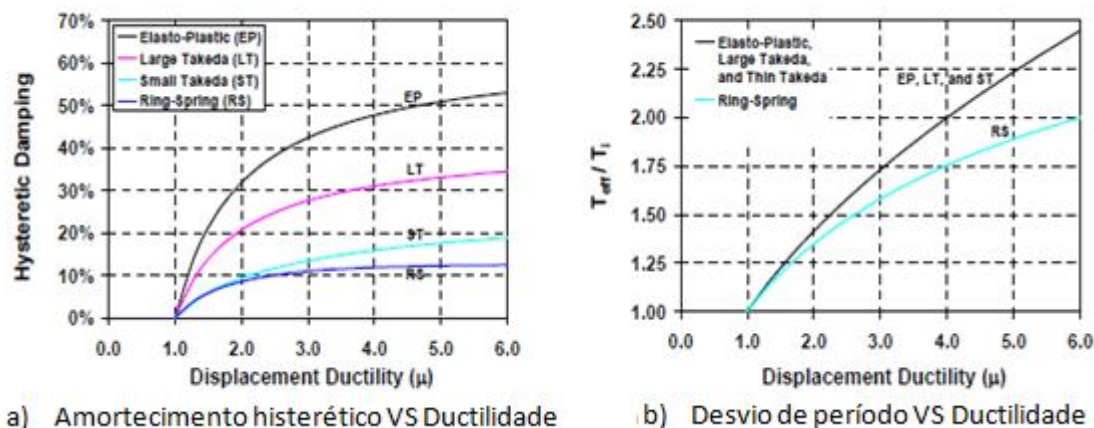 70%
60%
50%
40%
30%
20%
10%
0%
Hysteretic Damping
Elasto-Plastic (EP)
Large Takeda (LT)
Small Takeda (ST)
Ring-Spring (RS)
EP
LT
ST
RS
0.0 1.0 2.0 3.0 4.0 5.0 6.0
Displacement Ductility (μ)
a) Amortecimento histerético VS Ductilidade
2.50
2.25
2.00
1.75
1.50
1.25
1.00
T_eff / T_i
Elasto-Plastic,
Large Takeda,
and Thin Takeda
Ring-Spring
EP, LT, and ST
RS
0.0 1.0 2.0 3.0 4.0 5.0 6.0
Displacement Ductility (μ)
b) Desvio de período VS Ductilidade